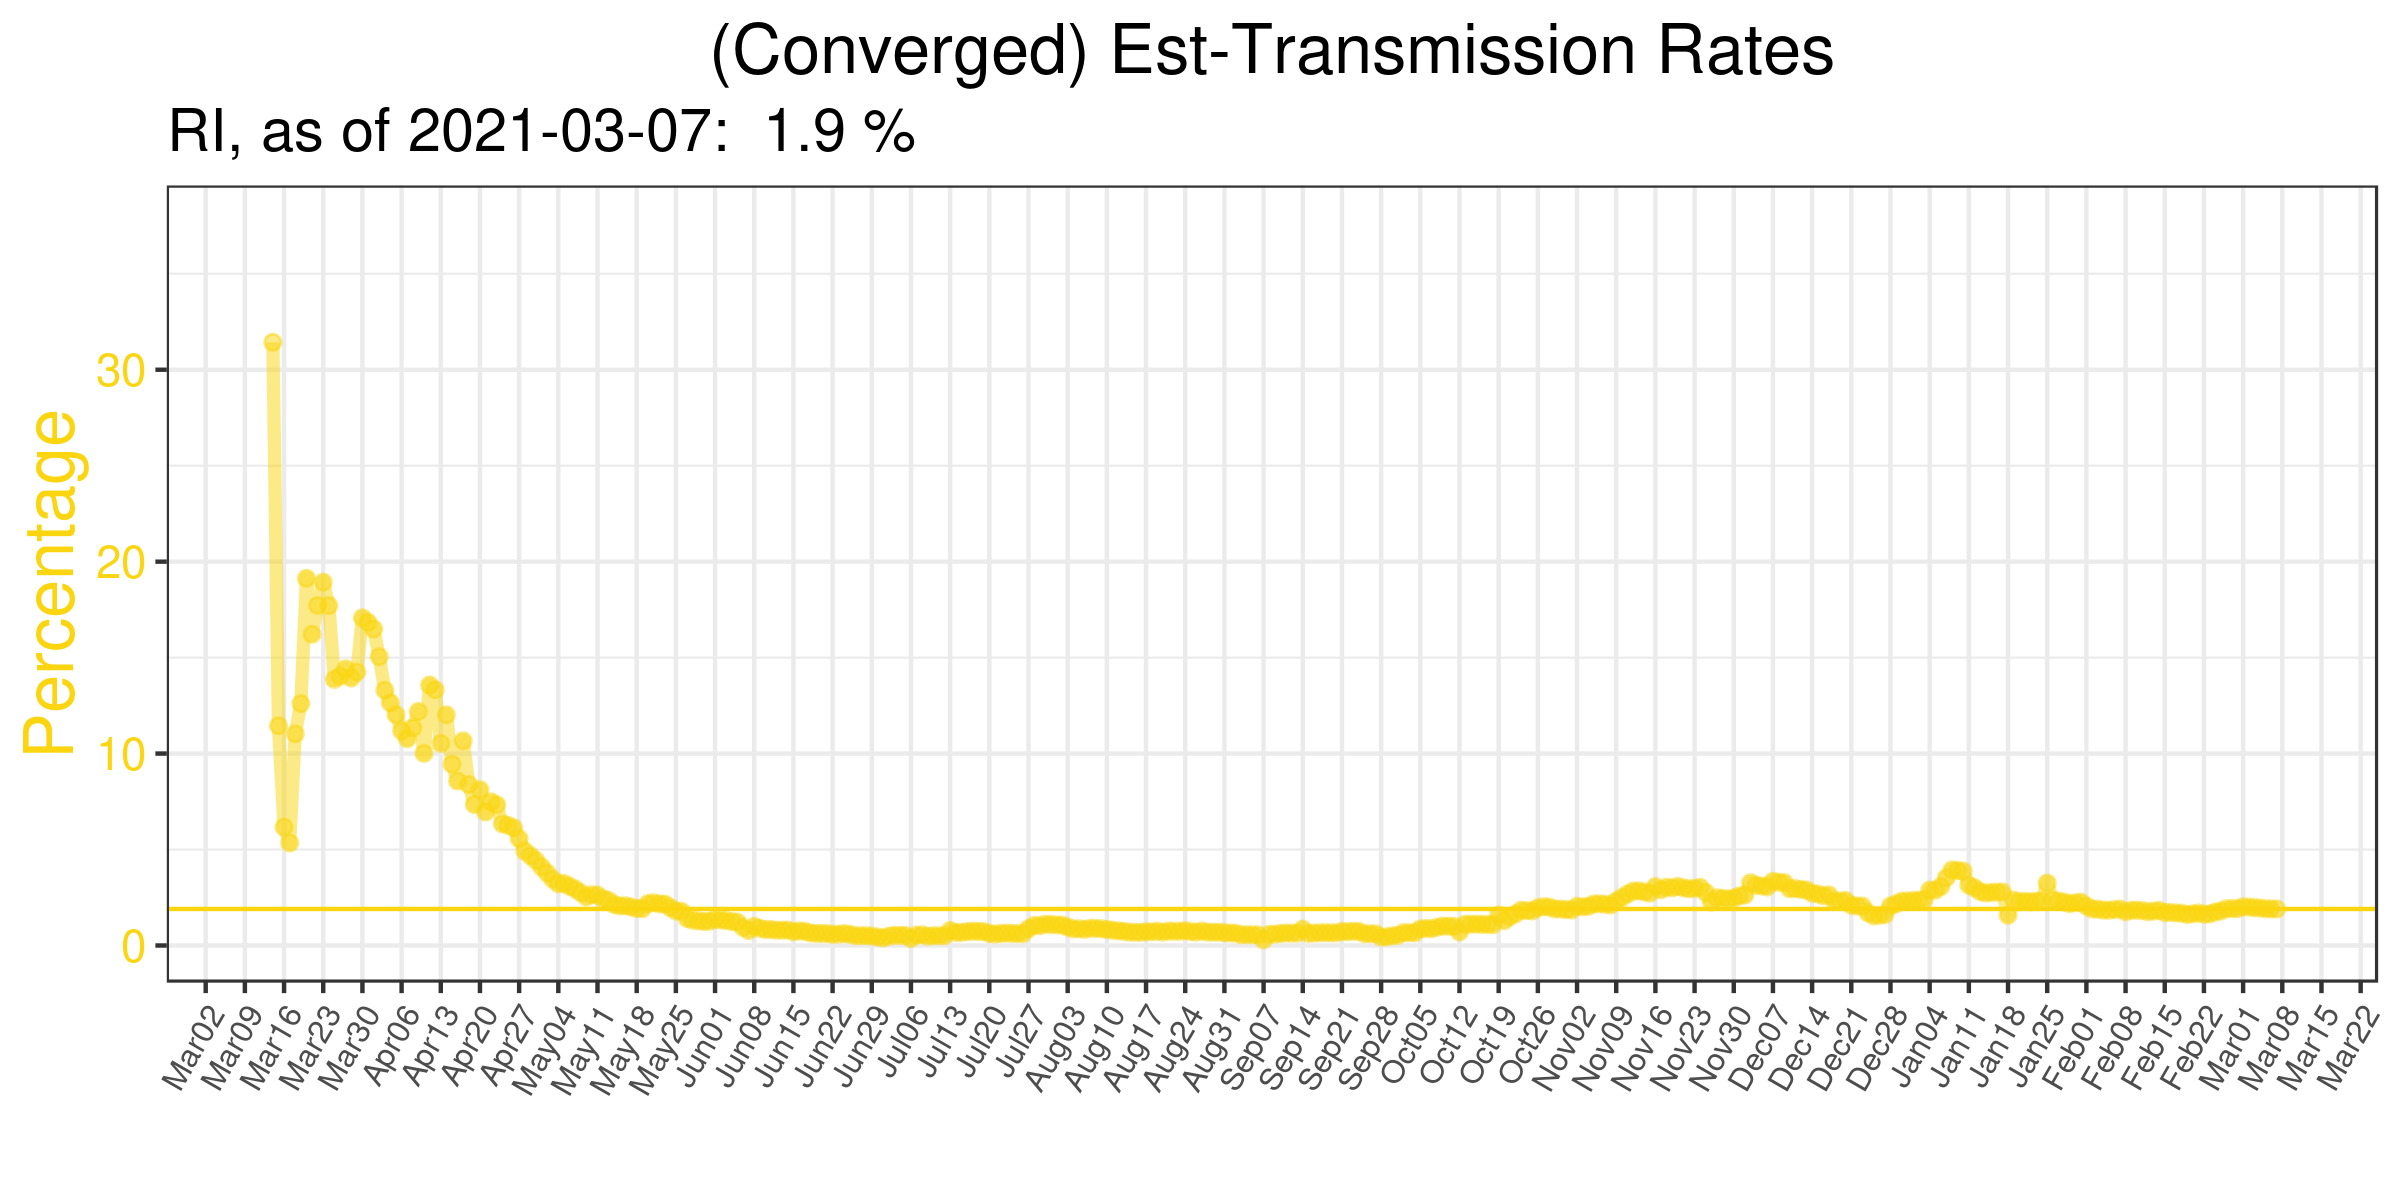 (Converged) Est-Transmission Rates
RI, as of 2021-03-07:  1.9 %
Percentage
30
20
10
0
Mar02 Mar09 Mar16 Mar23 Mar30 Apr06 Apr13 Apr20 Apr27 May04 May11 May18 May25 Jun01 Jun08 Jun15 Jun22 Jun29 Jul06 Jul13 Jul20 Jul27 Aug03 Aug10 Aug17 Aug24 Aug31 Sep07 Sep14 Sep21 Sep28 Oct05 Oct12 Oct19 Oct26 Nov02 Nov09 Nov16 Nov23 Nov30 Dec07 Dec14 Dec21 Dec28 Jan04 Jan11 Jan18 Jan25 Feb01 Feb08 Feb15 Feb22 Mar01 Mar08 Mar15 Mar22